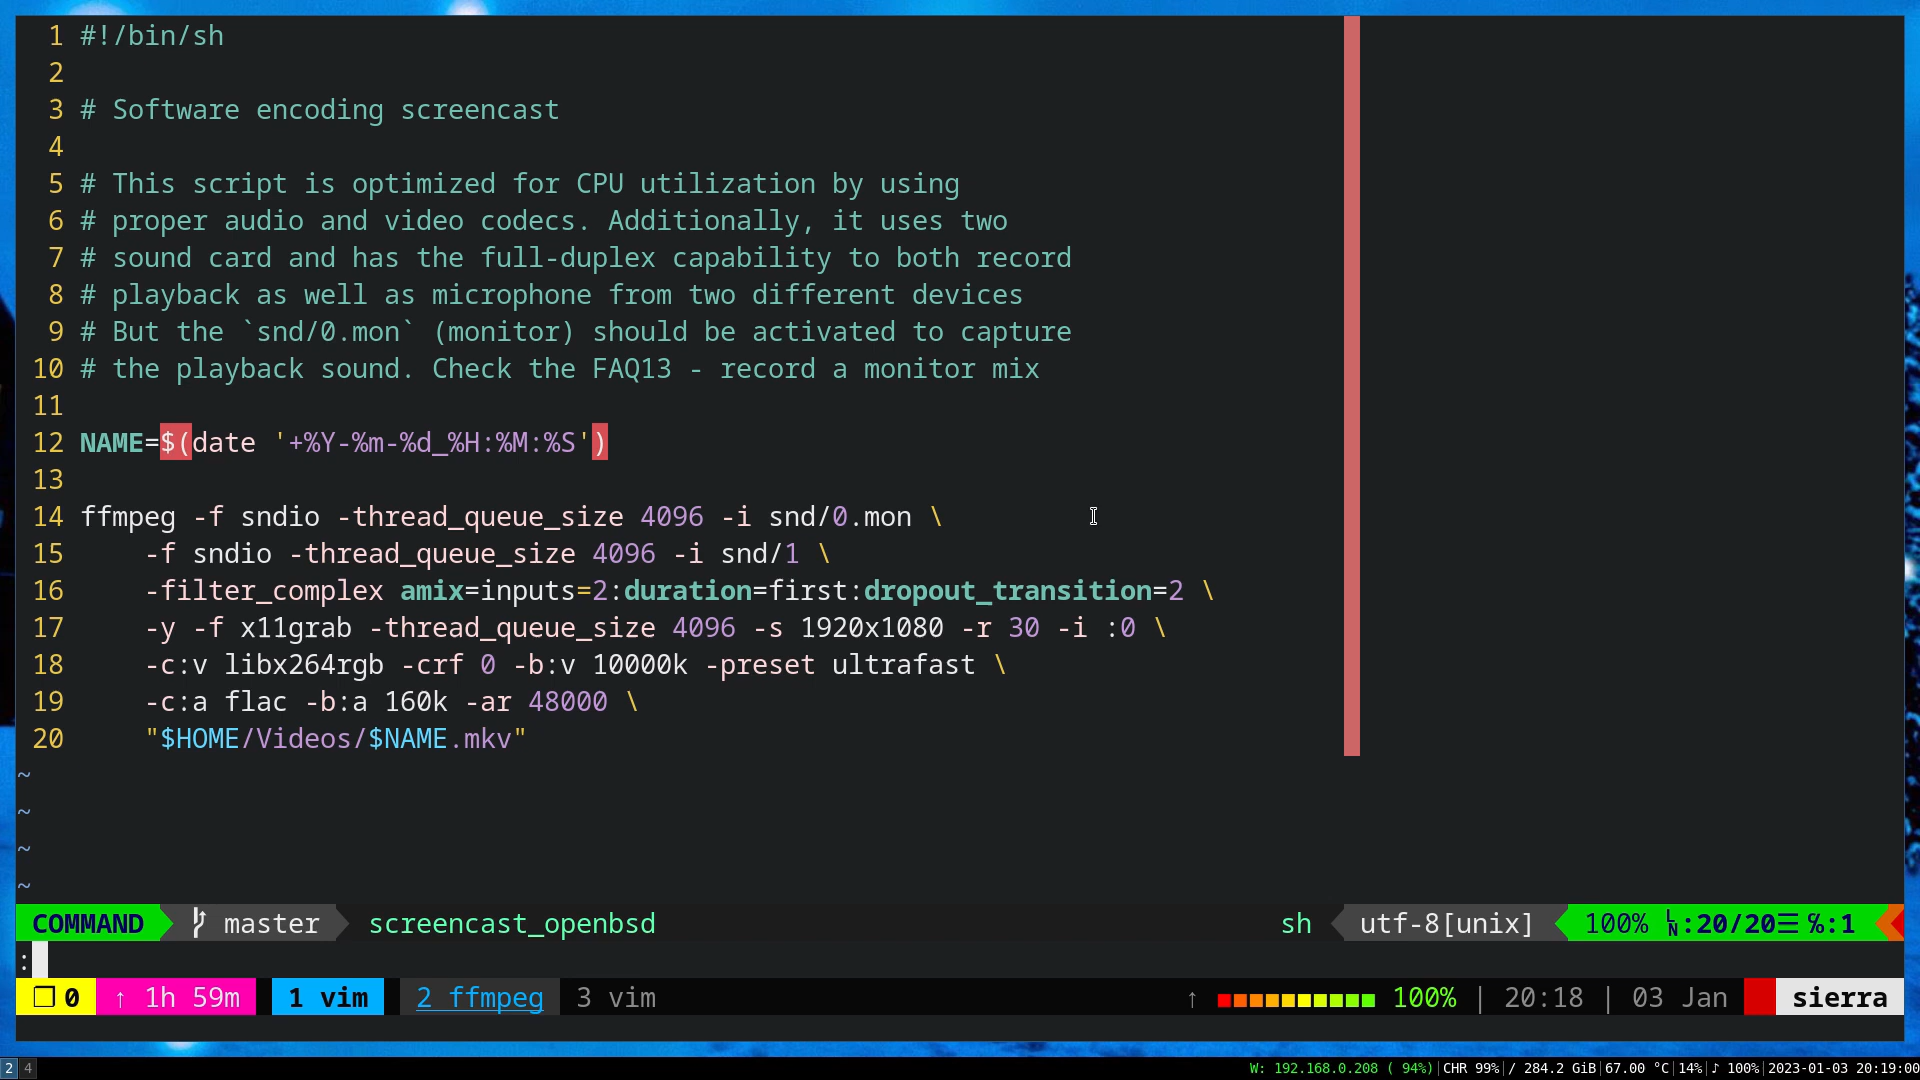 1 #!/bin/sh
2
3 # Software encoding screencast
4
5 # This script is optimized for CPU utilization by using
6 # proper audio and video codecs. Additionally, it uses two
7 # sound card and has the full-duplex capability to both record
8 # playback as well as microphone from two different devices
9 # But the `snd/0.mon` (monitor) should be activated to capture
10 # the playback sound. Check the FAQ13 - record a monitor mix
11
12 NAME=$(date '+%Y-%m-%d_%H:%M:%S')
13
14 ffmpeg -f sndio -thread_queue_size 4096 -i snd/0.mon \
15     -f sndio -thread_queue_size 4096 -i snd/1 \
16     -filter_complex amix=inputs=2:duration=first:dropout_transition=2 \
17     -y -f x11grab -thread_queue_size 4096 -s 1920x1080 -r 30 -i :0 \
18     -c:v libx264rgb -crf 0 -b:v 10000k -preset ultrafast \
19     -c:a flac -b:a 160k -ar 48000 \
20     "$HOME/Videos/$NAME.mkv"
~
~
~
~
COMMAND master screencast_openbsd sh utf-8[unix] 100% ␤:20/20☰ ℅:1
:
❐ 0 ↑ 1h 59m 1 vim 2 ffmpeg 3 vim ↑ 100% | 20:18 | 03 Jan sierra
2 4 W: 192.168.0.208 ( 94%)|CHR 99%|/ 284.2 GiB|67.00 °C|14%|♪ 100%|2023-01-03 20:19:00